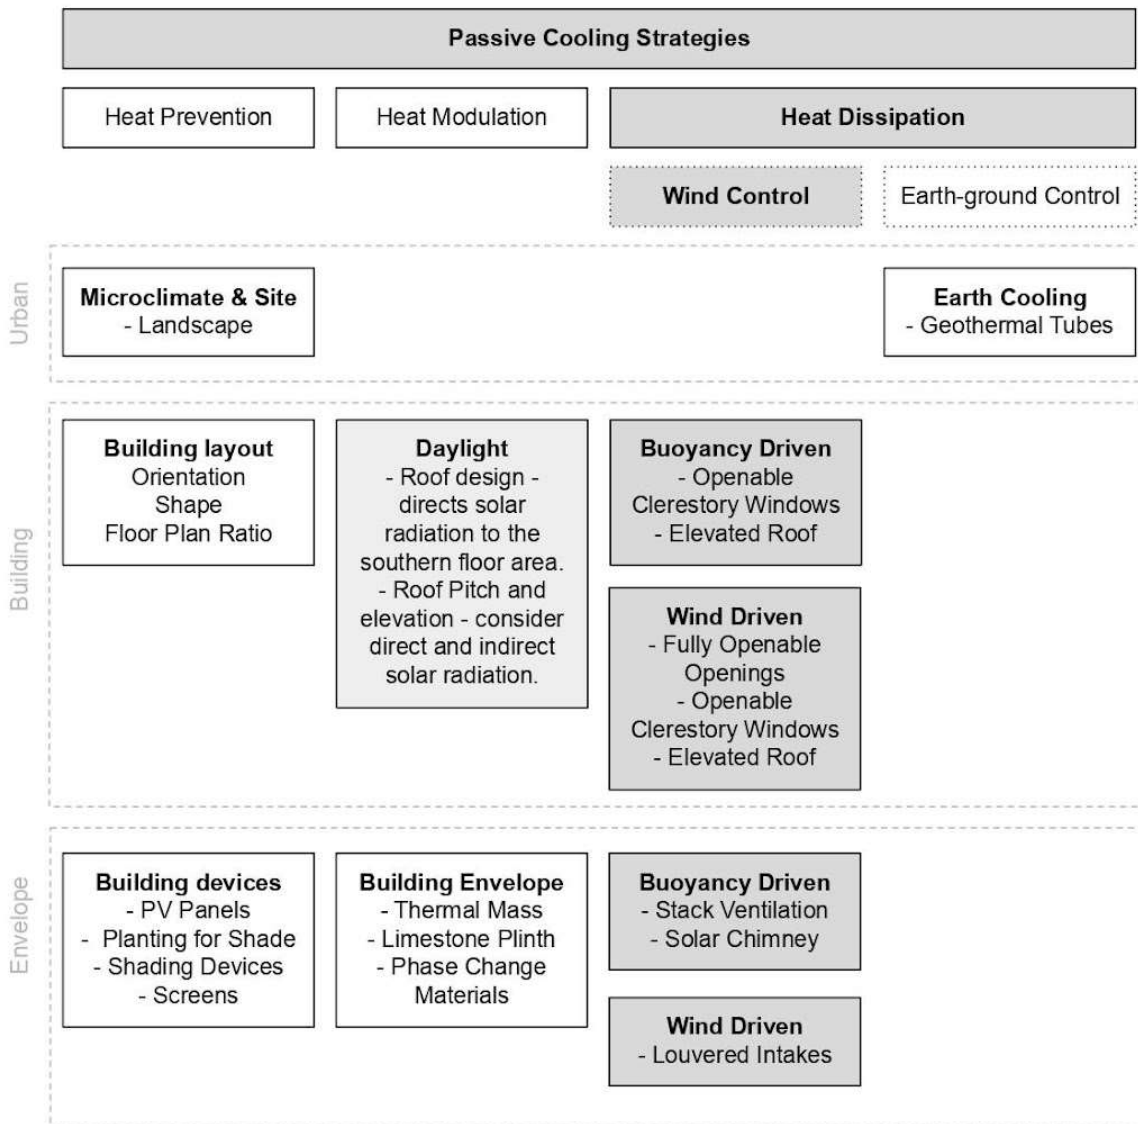 Passive Cooling Strategies
Heat Prevention
Heat Modulation
Heat Dissipation
Wind Control
Earth-ground Control
Urban
Microclimate & Site
- Landscape
Earth Cooling
- Geothermal Tubes
Building
Building layout
Orientation
Shape
Floor Plan Ratio
Daylight
- Roof design -
directs solar
radiation to the
southern floor area.
- Roof Pitch and
elevation - consider
direct and indirect
solar radiation.
Buoyancy Driven
- Openable
Clerestory Windows
- Elevated Roof
Wind Driven
- Fully Openable
Openings
- Openable
Clerestory Windows
- Elevated Roof
Envelope
Building devices
- PV Panels
- Planting for Shade
- Shading Devices
- Screens
Building Envelope
- Thermal Mass
- Limestone Plinth
- Phase Change
Materials
Buoyancy Driven
- Stack Ventilation
- Solar Chimney
Wind Driven
- Louvered Intakes